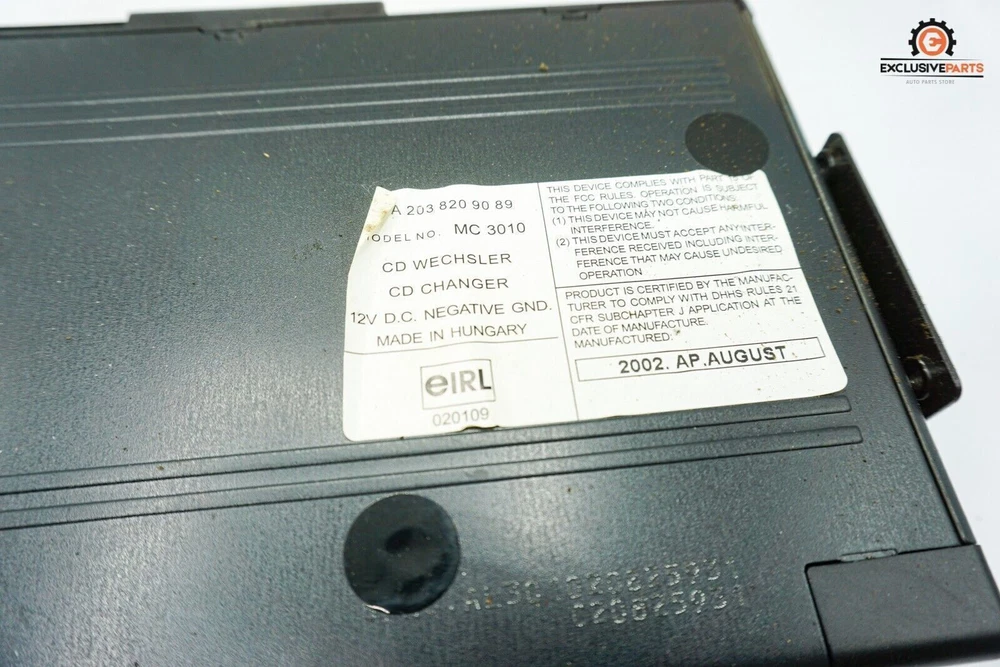 EXCLUSIVEPARTS
AUTO PARTS STORE
A 203 820 90 89
ODEL NO. MC 3010
CD WECHSLER
CD CHANGER
12V D.C. NEGATIVE GND.
MADE IN HUNGARY
eIRL
020109
THIS DEVICE COMPLIES WITH PART 15 OF
THE FCC RULES. OPERATION IS SUBJECT
TO THE FOLLOWING TWO CONDITIONS.
(1) THIS DEVICE MAY NOT CAUSE HARMFUL
INTERFERENCE.
(2) THIS DEVICE MUST ACCEPT ANY INTER-
FERENCE RECEIVED INCLUDING INTER-
FERENCE THAT MAY CAUSE UNDESIRED
OPERATION
PRODUCT IS CERTIFIED BY THE MANUFAC-
TURER TO COMPLY WITH DHHS RULES 21
CFR SUBCHAPTER J APPLICATION AT THE
DATE OF MANUFACTURE.
MANUFACTURED.
2002. AP.AUGUST